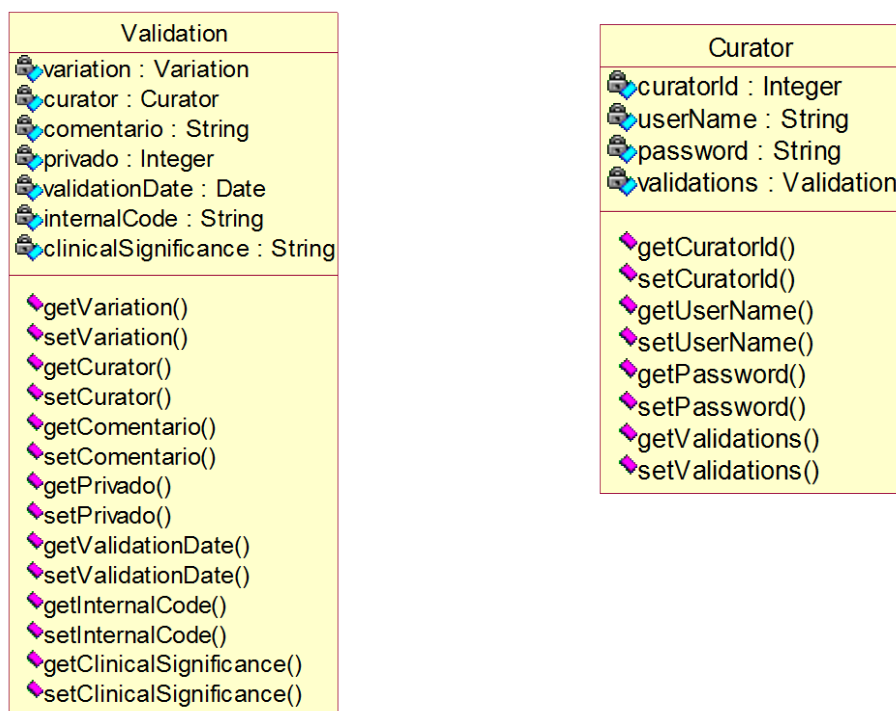 Validation
variation : Variation
curator : Curator
comentario : String
privado : Integer
validationDate : Date
internalCode : String
clinicalSignificance : String
getVariation()
setVariation()
getCurator()
setCurator()
getComentario()
setComentario()
getPrivado()
setPrivado()
getValidationDate()
setValidationDate()
getInternalCode()
setInternalCode()
getClinicalSignificance()
setClinicalSignificance()
Curator
curatorId : Integer
userName : String
password : String
validations : Validation
getCuratorId()
setCuratorId()
getUserName()
setUserName()
getPassword()
setPassword()
getValidations()
setValidations()